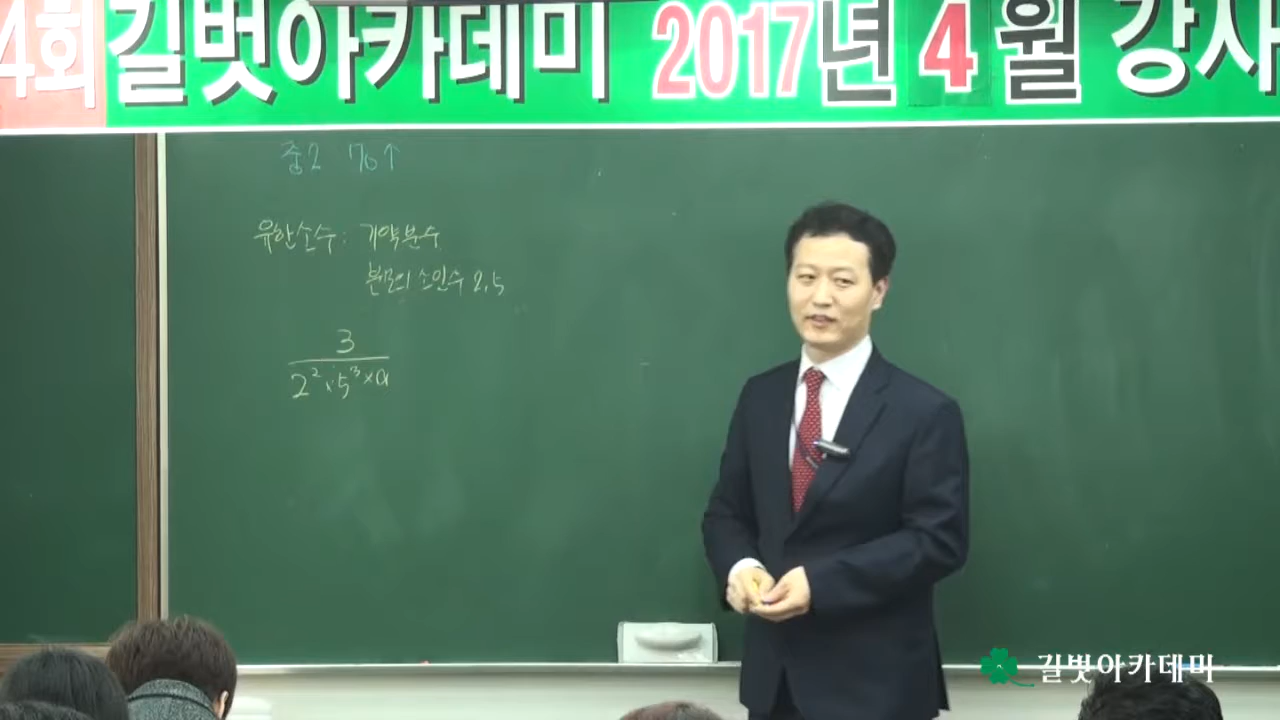 4회 길벗아카데미 2017년 4월 강사
중2 70↑
유한소수: 기약분수
분모의 소인수 2, 5
3
2² × 5³ × a
길벗아카데미